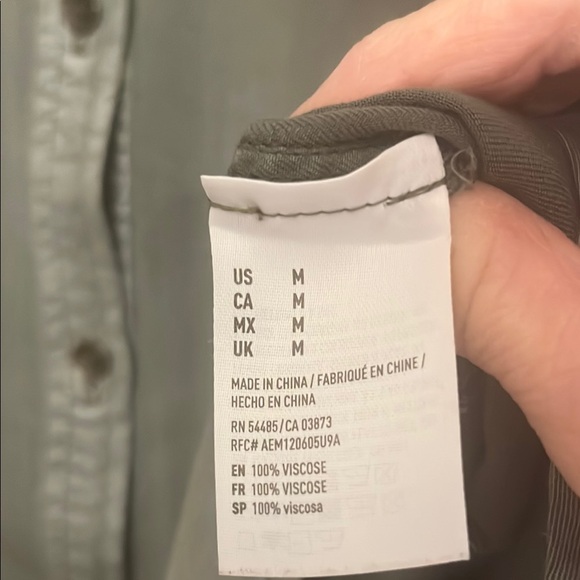 US M
CA M
MX M
UK M
MADE IN CHINA / FABRIQUÉ EN CHINE /
HECHO EN CHINA
RN 54485/CA 03873
RFC# AEM120605U9A
EN 100% VISCOSE
FR 100% VISCOSE
SP 100% viscosa